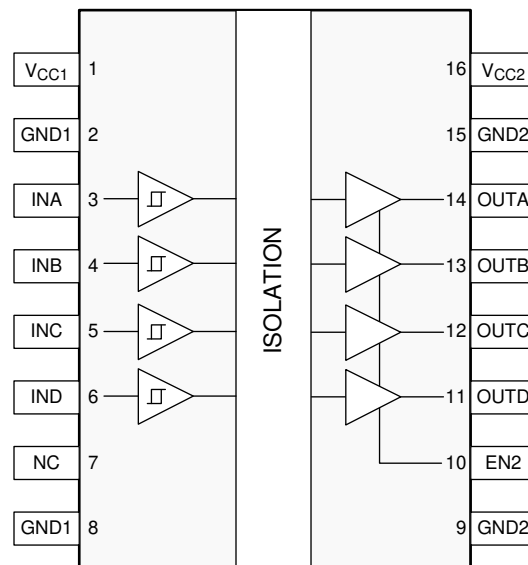 VCC1 1 16 VCC2
GND1 2 15 GND2
INA 3 14 OUTA
INB 4 13 OUTB
INC 5 12 OUTC
IND 6 11 OUTD
NC 7 10 EN2
GND1 8 9 GND2
ISOLATION